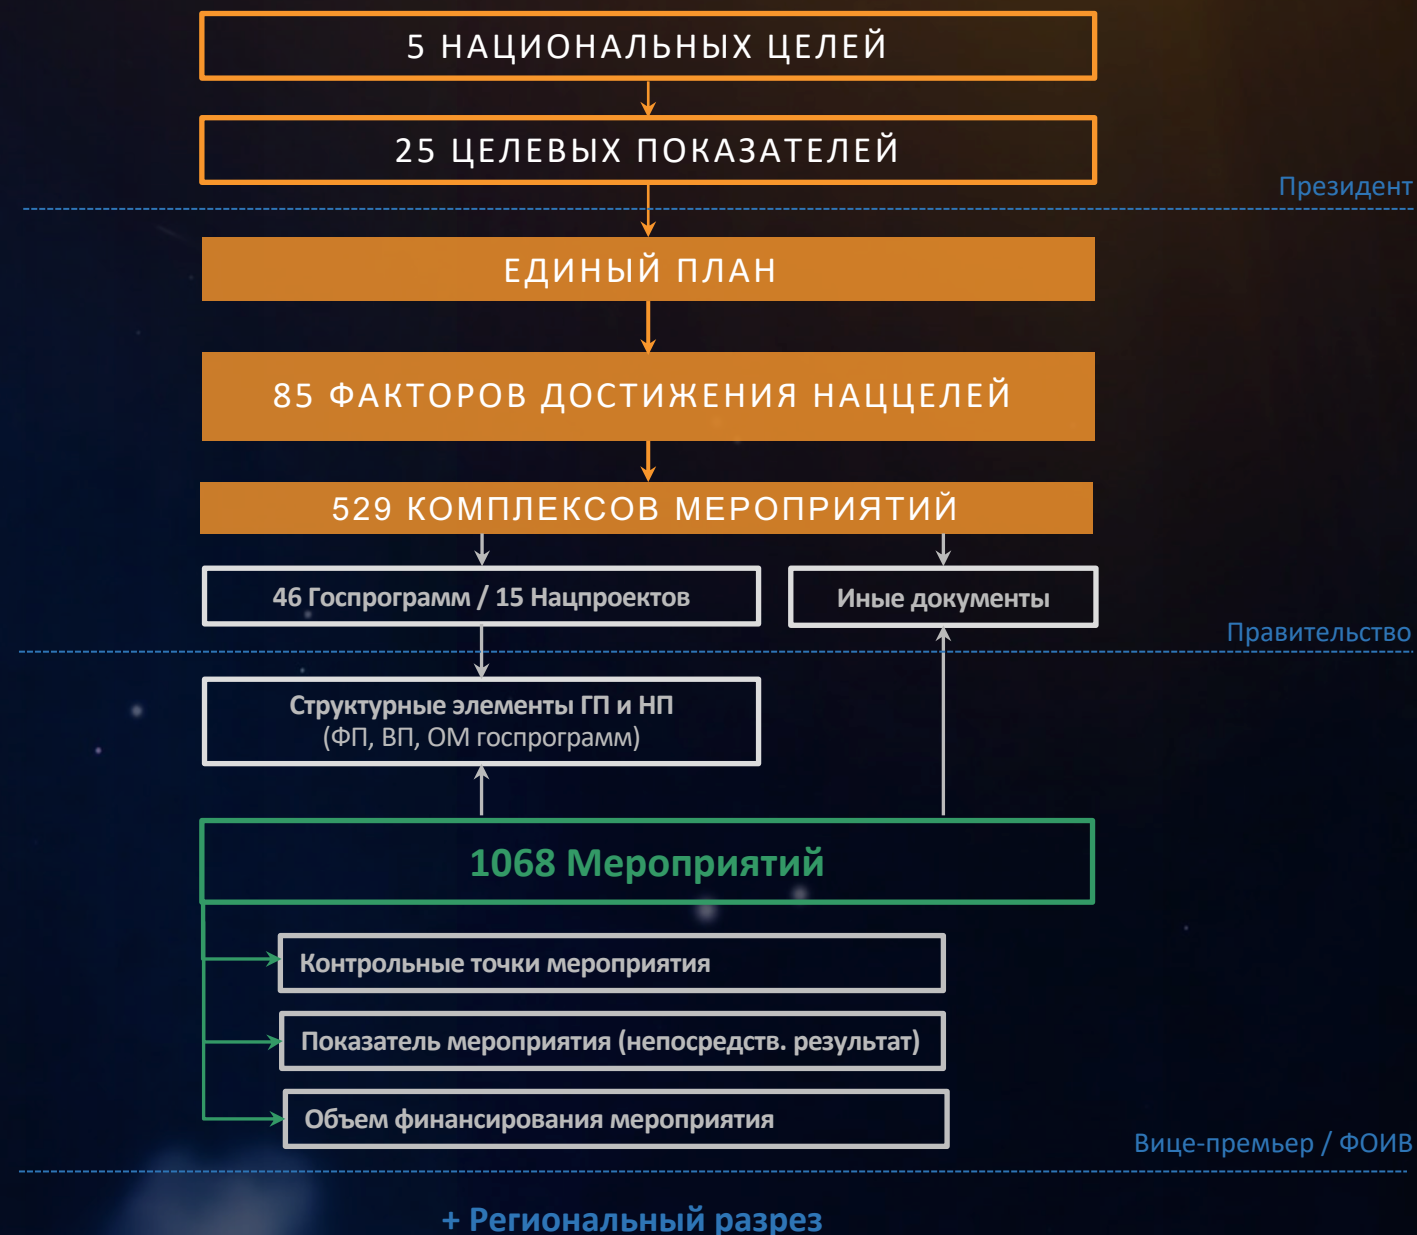 5 НАЦИОНАЛЬНЫХ ЦЕЛЕЙ
25 ЦЕЛЕВЫХ ПОКАЗАТЕЛЕЙ
Президент
ЕДИНЫЙ ПЛАН
85 ФАКТОРОВ ДОСТИЖЕНИЯ НАЦЦЕЛЕЙ
529 КОМПЛЕКСОВ МЕРОПРИЯТИЙ
46 Госпрограмм / 15 Нацпроектов
Иные документы
Правительство
Структурные элементы ГП и НП
(ФП, ВП, ОМ госпрограмм)
1068 Мероприятий
Контрольные точки мероприятия
Показатель мероприятия (непосредств. результат)
Объем финансирования мероприятия
Вице-премьер / ФОИВ
+ Региональный разрез